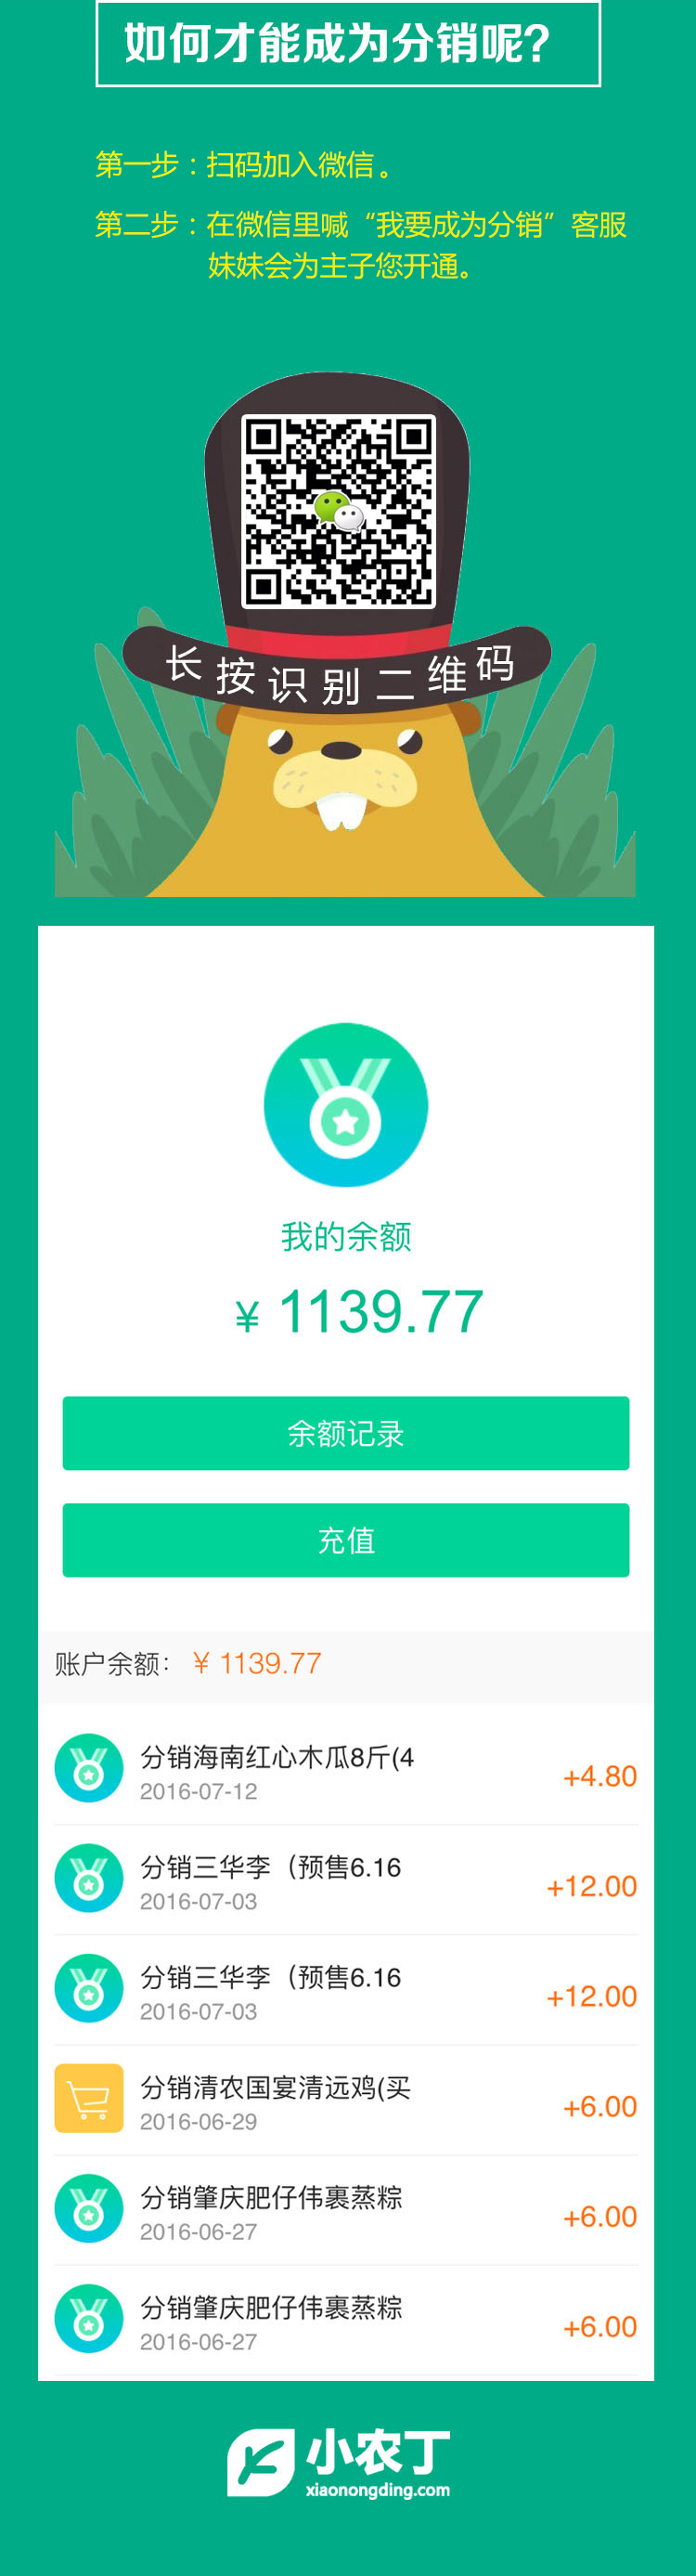 如何才能成为分销呢?
第一步：扫码加入微信。
第二步：在微信里喊“我要成为分销”客服
妹妹会为主子您开通。
长按识别二维码
我的余额
¥ 1139.77
余额记录
充值
账户余额： ¥ 1139.77
分销海南红心木瓜8斤(4
2016-07-12
+4.80
分销三华李（预售6.16
2016-07-03
+12.00
分销三华李（预售6.16
2016-07-03
+12.00
分销清农国宴清远鸡(买
2016-06-29
+6.00
分销肇庆肥仔伟裹蒸粽
2016-06-27
+6.00
分销肇庆肥仔伟裹蒸粽
2016-06-27
+6.00
小农丁
xiaonongding.com